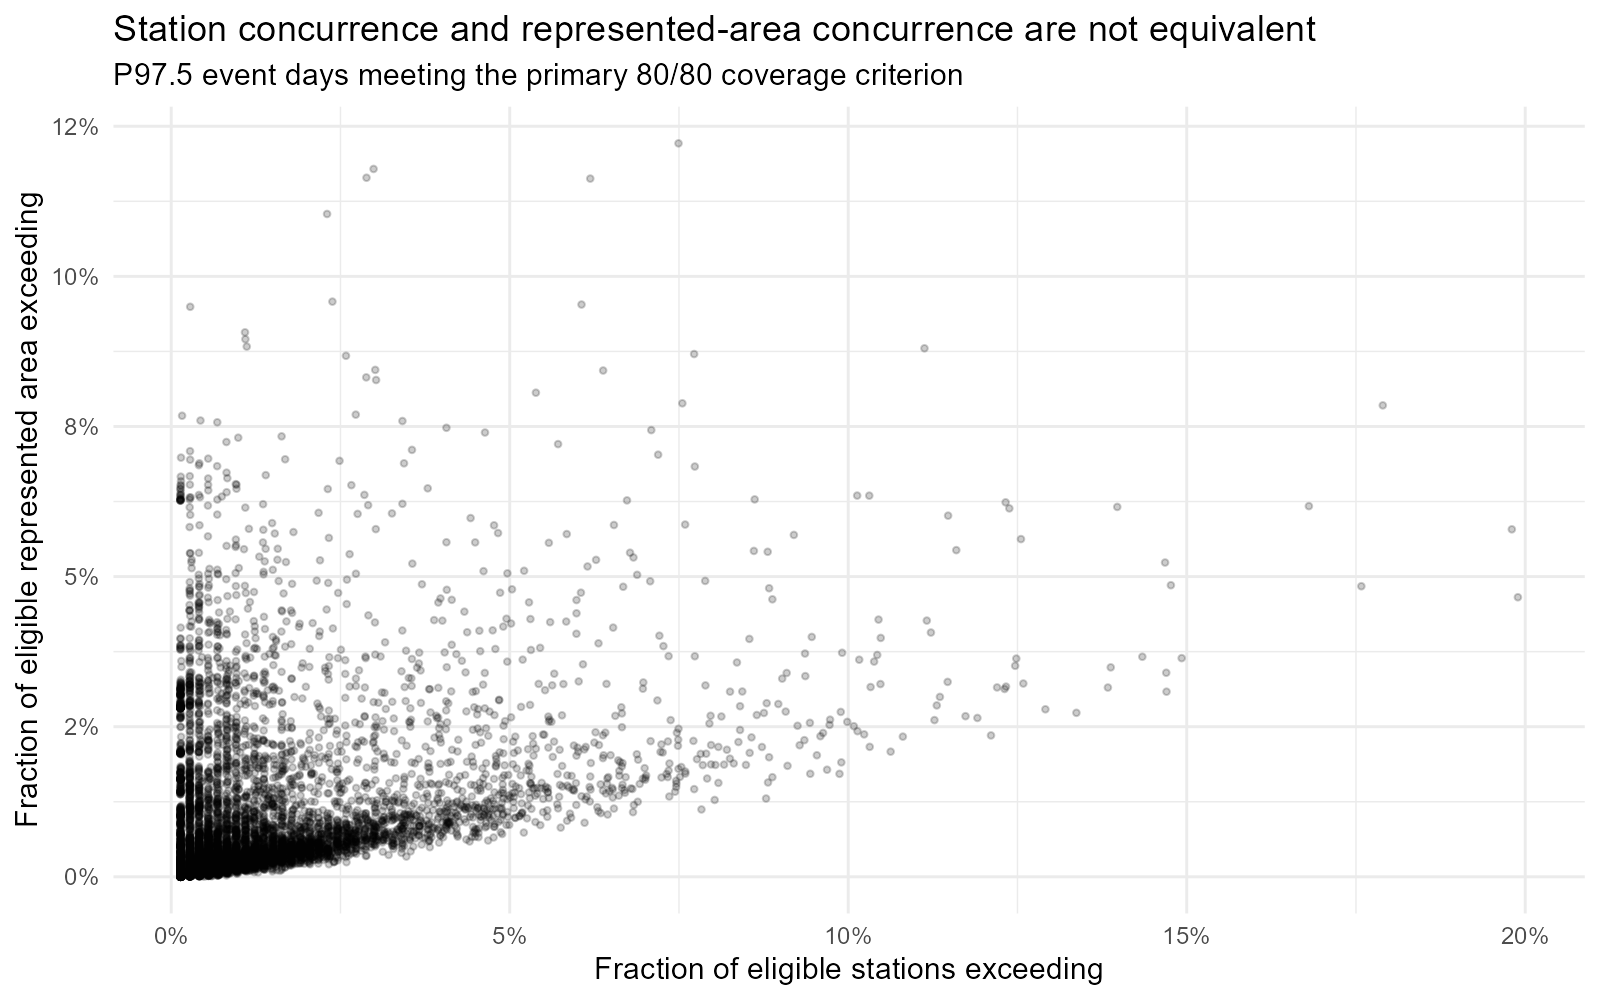 Station concurrence and represented-area concurrence are not equivalent
P97.5 event days meeting the primary 80/80 coverage criterion
Fraction of eligible represented area exceeding
12%
10%
8%
5%
2%
0%
0%
5%
10%
15%
20%
Fraction of eligible stations exceeding